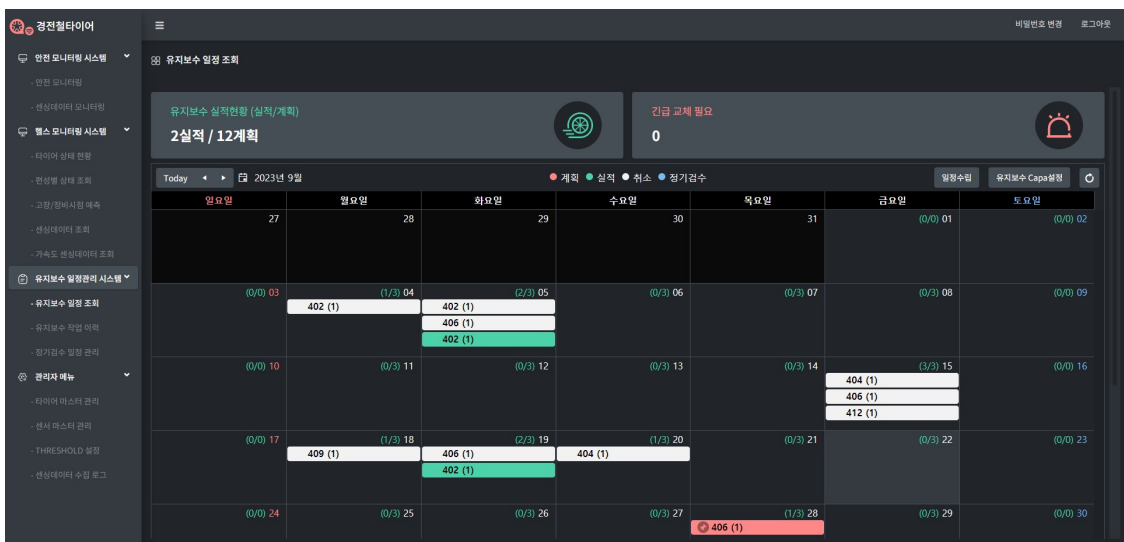 경전철타이어
비밀번호 변경 로그아웃
안전 모니터링 시스템
- 안전 모니터링
- 센싱데이터 모니터링
헬스 모니터링 시스템
- 타이어 상태 현황
- 편성별 상태 조회
- 고장/정비시점 예측
- 센싱데이터 조회
- 가속도 센싱데이터 조회
유지보수 일정관리 시스템
- 유지보수 일정 조회
- 유지보수 작업 이력
- 정기검수 일정 관리
관리자 메뉴
- 타이어 마스터 관리
- 센서 마스터 관리
- THRESHOLD 설정
- 센싱데이터 수집 로그
유지보수 일정 조회
유지보수 실적현황 (실적/계획)
2실적 / 12계획
긴급 교체 필요
0
Today 2023년 9월 계획 실적 취소 정기검수 일정수립 유지보수 Capa설정
일요일 월요일 화요일 수요일 목요일 금요일 토요일
27 28 29 30 31 (0/0) 01 (0/0) 02
(0/0) 03 (1/3) 04 (2/3) 05 (0/3) 06 (0/3) 07 (0/3) 08 (0/0) 09
402 (1) 402 (1)
406 (1)
402 (1)
(0/0) 10 (0/3) 11 (0/3) 12 (0/3) 13 (0/3) 14 (3/3) 15 (0/0) 16
404 (1)
406 (1)
412 (1)
(0/0) 17 (1/3) 18 (2/3) 19 (1/3) 20 (0/3) 21 (0/3) 22 (0/0) 23
409 (1) 406 (1) 404 (1)
402 (1)
(0/0) 24 (0/3) 25 (0/3) 26 (0/3) 27 (1/3) 28 (0/3) 29 (0/0) 30
406 (1)